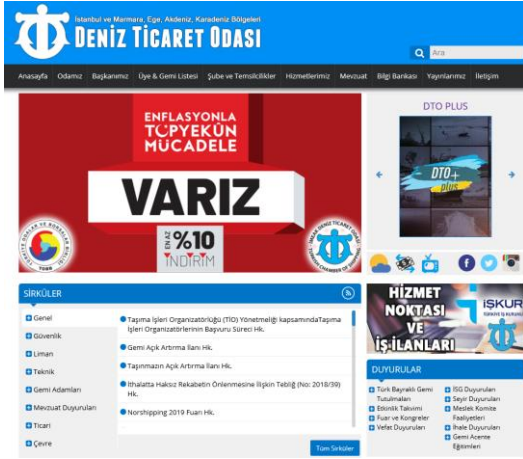 İstanbul ve Marmara, Ege, Akdeniz, Karadeniz Bölgeleri
DENİZ TİCARET ODASI
Ara
Anasayfa Odamız Başkanımız Üye & Gemi Listesi Şube ve Temsilcilikler Hizmetlerimiz Mevzuat Bilgi Bankası Yayınlarımız İletişim
ENFLASYONLA
TOPYEKÜN
MÜCADELE
VARIZ
EN AZ %10
İNDİRİM
TOBB
DTO PLUS
DTO+
plus
SİRKÜLER
Genel
Güvenlik
Liman
Teknik
Gemi Adamları
Mevzuat Duyuruları
Ticari
Çevre
Taşıma İşleri Organizatörlüğü (TİO) Yönetmeliği kapsamındaTaşıma
İşleri Organizatörlerinin Başvuru Süreci Hk.
Gemi Açık Artırma İlanı Hk.
Taşınmazın Açık Artırma İlanı Hk.
İthalatta Haksız Rekabetin Önlenmesine İlişkin Tebliğ (No: 2018/39)
Hk.
Norshipping 2019 Fuarı Hk.
Tüm Sirküler
HİZMET
NOKTASI
VE
İŞ İLANLARI
İŞKUR
DUYURULAR
Türk Bayraklı Gemi
Tutulmaları
Etkinlik Takvimi
Fuar ve Kongreler
Vefat Duyuruları
İSG Duyuruları
Seyir Duyuruları
Meslek Komite
Faaliyetleri
İhale Duyuruları
Gemi Acente
Eğitimleri